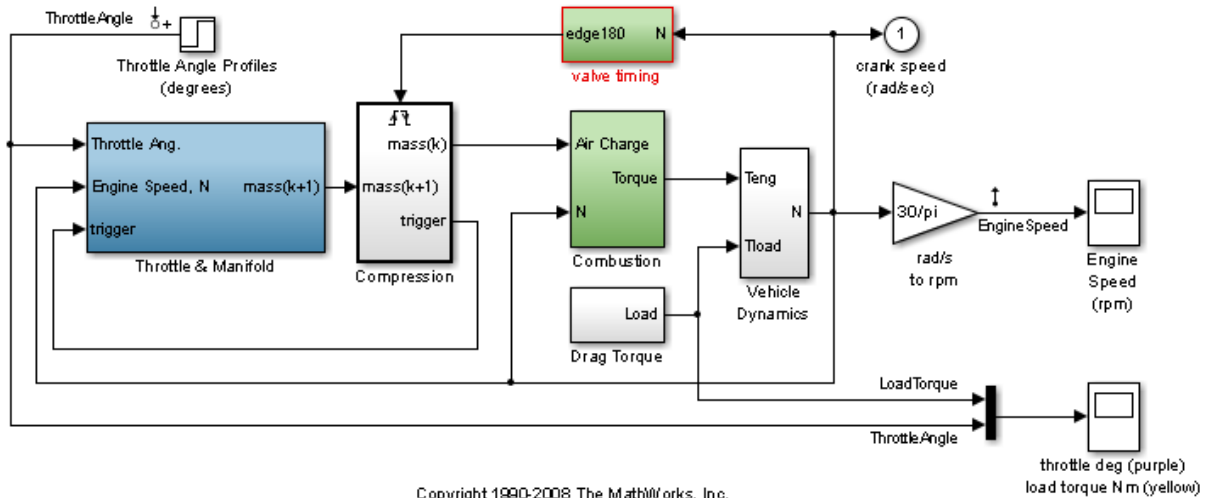 ThrottleAngle
Throttle Angle Profiles
(degrees)
edge180 N
valve timing
1
crank speed
(rad/sec)
Throttle Ang.
Engine Speed, N
trigger
mass(k+1)
Throttle & Manifold
mass(k)
mass(k+1)
trigger
Compression
Air Charge
Torque
N
Combustion
Teng
N
Tload
Vehicle
Dynamics
Load
Drag Torque
30/pi
rad/s
to rpm
EngineSpeed
Engine
Speed
(rpm)
LoadTorque
ThrottleAngle
throttle deg (purple)
load torque Nm (yellow)
Copyright 1990-2008 The MathWorks, Inc.